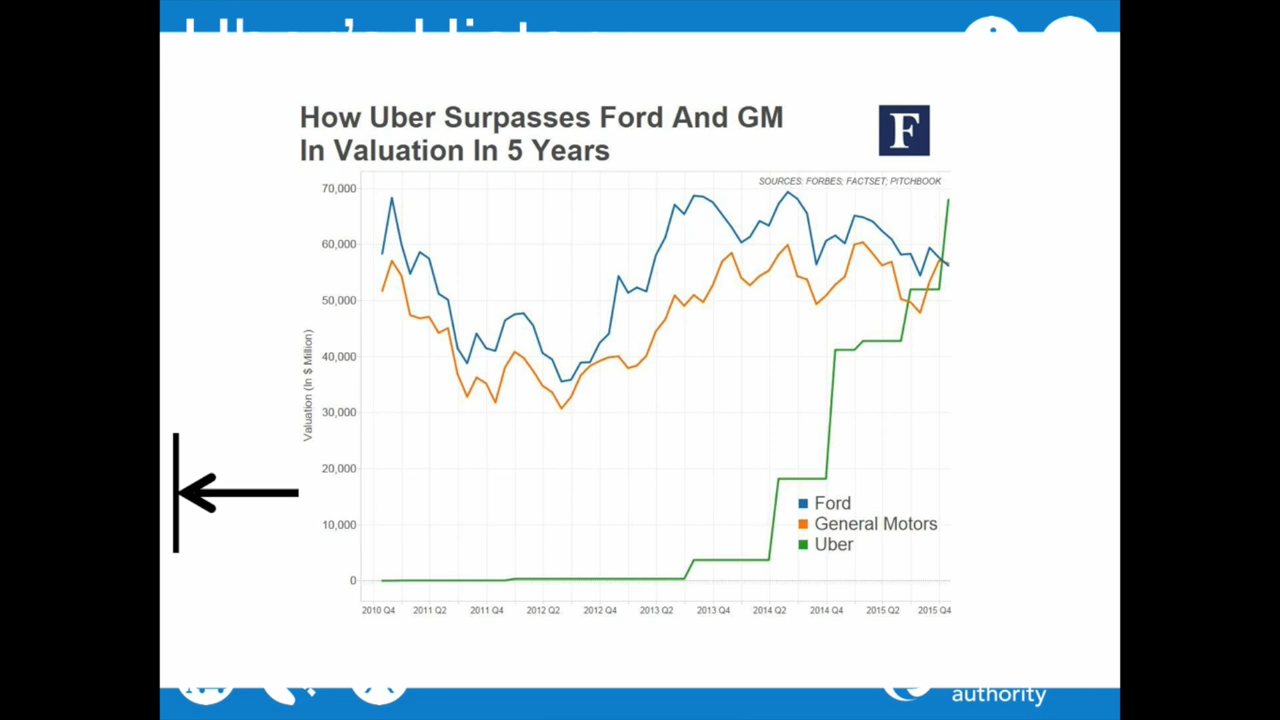 How Uber Surpasses Ford And GM
In Valuation In 5 Years
F
SOURCES: FORBES; FACTSET; PITCHBOOK
70,000
60,000
50,000
40,000
30,000
20,000
10,000
0
Valuation (In $ Million)
Ford
General Motors
Uber
2010 Q4 2011 Q2 2011 Q4 2012 Q2 2012 Q4 2013 Q2 2013 Q4 2014 Q2 2014 Q4 2015 Q2 2015 Q4
authority